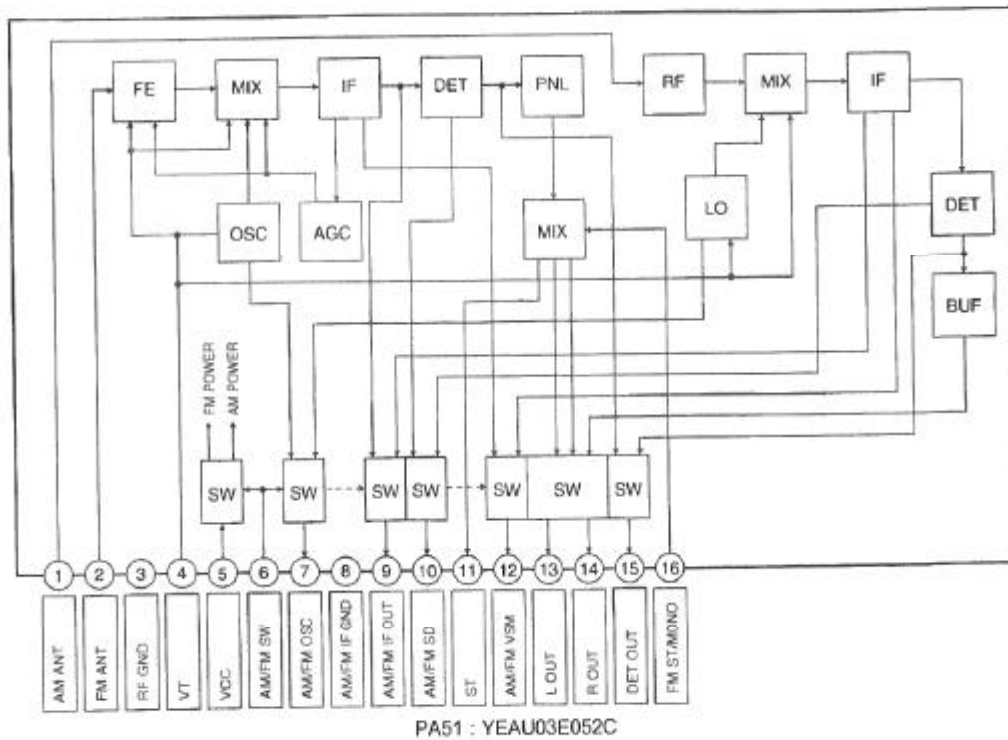 FE
MIX
IF
DET
PNL
RF
MIX
IF
OSC
AGC
MIX
LO
DET
BUF
FM POWER
AM POWER
SW
SW
SW
SW
SW
SW
SW
1
2
3
4
5
6
7
8
9
10
11
12
13
14
15
16
AM ANT
FM ANT
RF GND
VT
VCC
AM/FM SW
AM/FM OSC
AM/FM IF GND
AM/FM IF OUT
AM/FM SD
ST
AM/FM VSM
L OUT
R OUT
DET OUT
FM ST/MONO
PA51 : YEAU03E052C